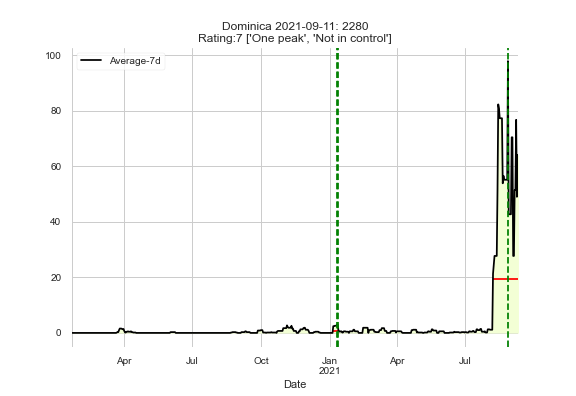 Dominica 2021-09-11: 2280
Rating:7 ['One peak', 'Not in control']
Average-7d
100
80
60
40
20
0
Apr
Jul
Oct
Jan
2021
Apr
Jul
Date